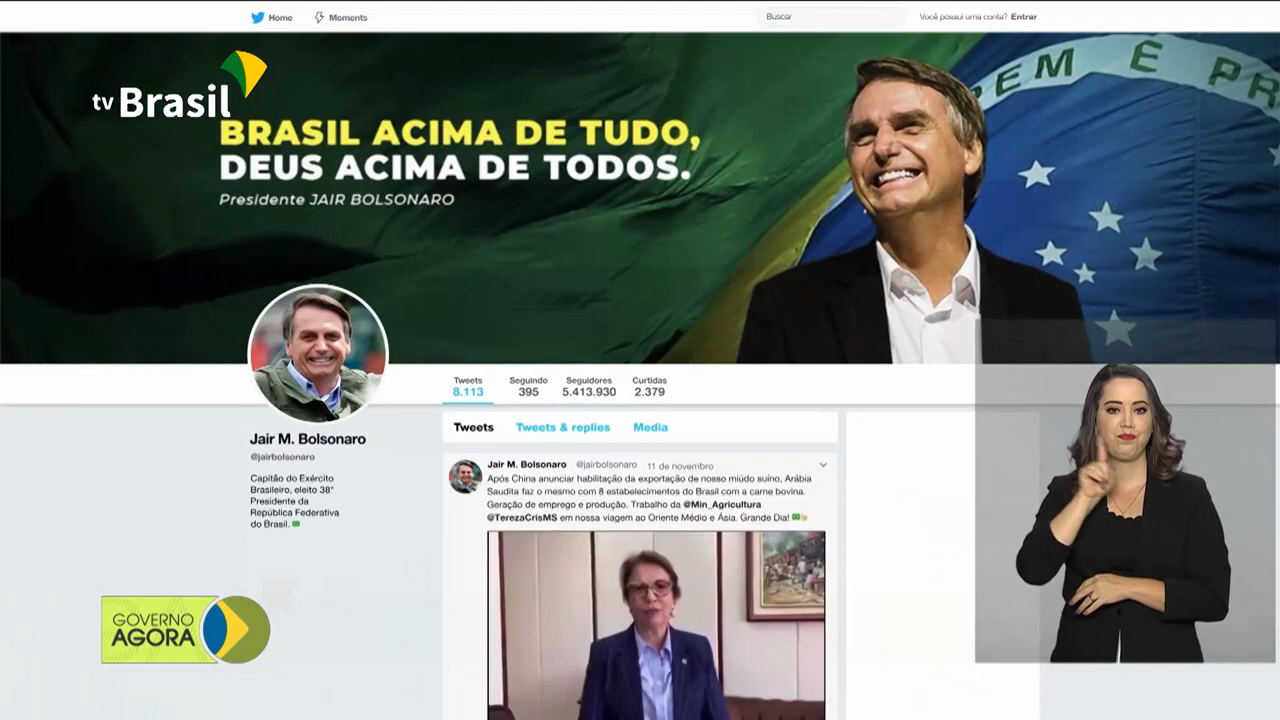 Home
Moments
Buscar
Você possui uma conta? Entrar
tv Brasil
EM É PR
BRASIL ACIMA DE TUDO,
DEUS ACIMA DE TODOS.
Presidente JAIR BOLSONARO
Tweets
8.113
Seguindo
395
Seguidores
5.413.930
Curtidas
2.379
Jair M. Bolsonaro
@jairbolsonaro
Capitão do Exército
Brasileiro, eleito 38°
Presidente da
República Federativa
do Brasil.
Tweets
Tweets & replies
Media
Jair M. Bolsonaro @jairbolsonaro 11 de novembro
Após China anunciar habilitação da exportação de nosso miúdo suíno, Arábia
Saudita faz o mesmo com 8 estabelecimentos do Brasil com a carne bovina.
Geração de emprego e produção. Trabalho da @Min_Agricultura
@TerezaCrisMS em nossa viagem ao Oriente Médio e Ásia. Grande Dia!
GOVERNO
AGORA